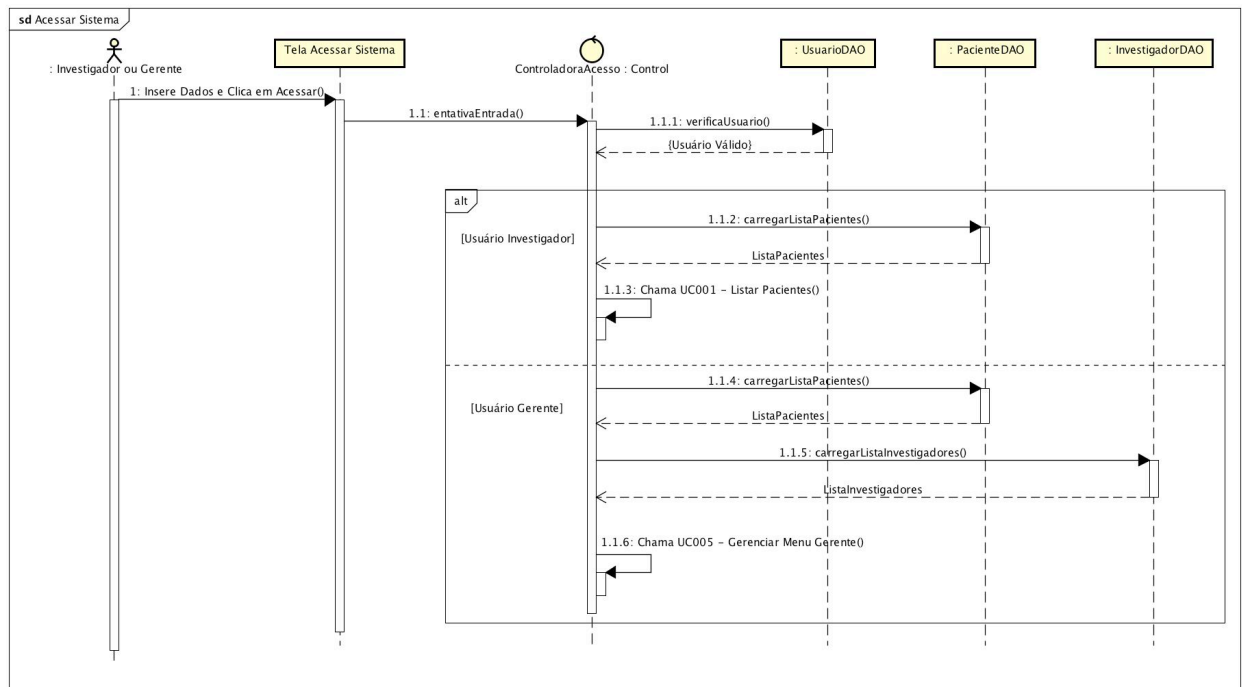 sd Acessar Sistema
: Investigador ou Gerente
Tela Acessar Sistema
ControladoraAcesso : Control
: UsuarioDAO
: PacienteDAO
: InvestigadorDAO
1: Insere Dados e Clica em Acessar()
1.1: entativaEntrada()
1.1.1: verificaUsuario()
{Usuário Válido}
alt
1.1.2: carregarListaPacientes()
[Usuário Investigador]
ListaPacientes
1.1.3: Chama UC001 - Listar Pacientes()
1.1.4: carregarListaPacientes()
[Usuário Gerente]
ListaPacientes
1.1.5: carregarListaInvestigadores()
ListaInvestigadores
1.1.6: Chama UC005 - Gerenciar Menu Gerente()